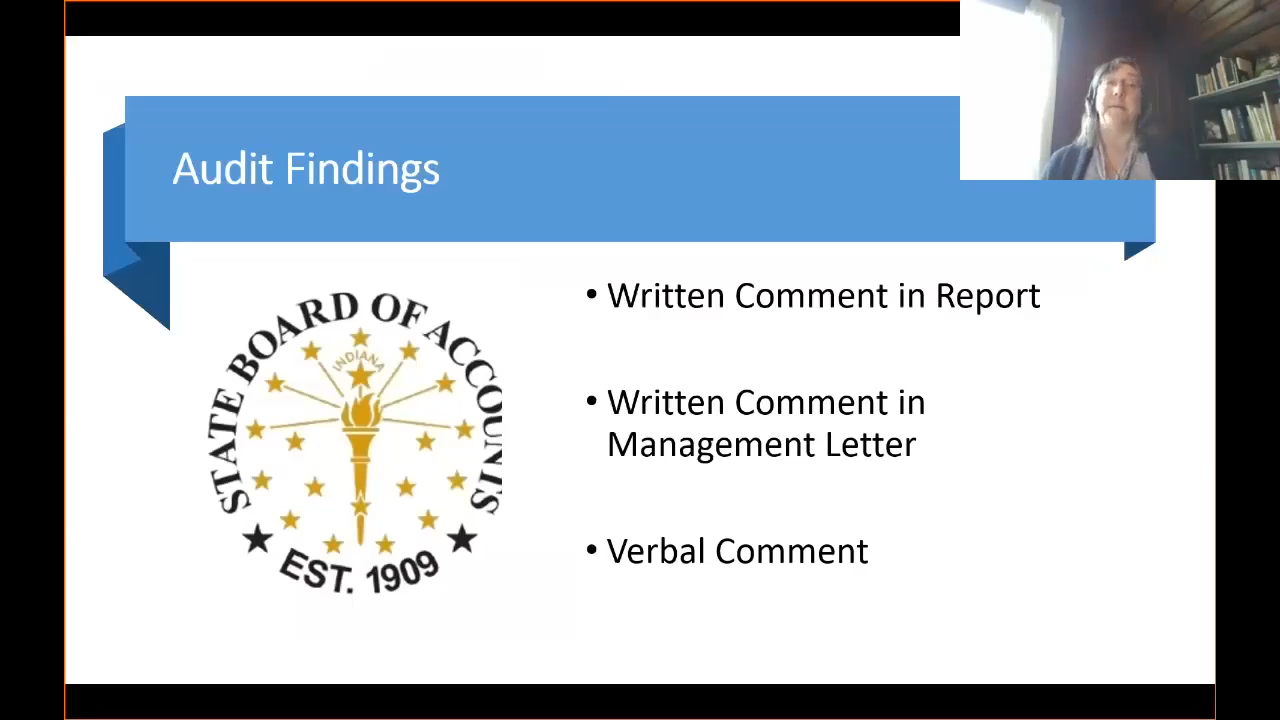 Audit Findings
STATE BOARD OF ACCOUNTS
INDIANA
EST. 1909
• Written Comment in Report
• Written Comment in
Management Letter
• Verbal Comment